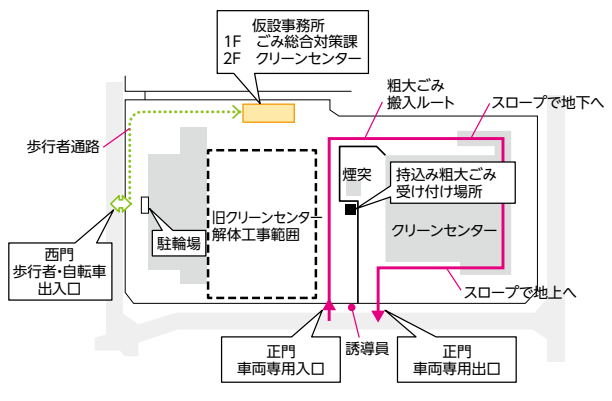 仮設事務所
1F ごみ総合対策課
2F クリーンセンター
粗大ごみ
搬入ルート
スロープで地下へ
歩行者通路
煙突
持込み粗大ごみ
受け付け場所
旧クリーンセンター
解体工事範囲
クリーンセンター
駐輪場
西門
歩行者・自転車
出入口
スロープで地上へ
正門
車両専用入口
誘導員
正門
車両専用出口